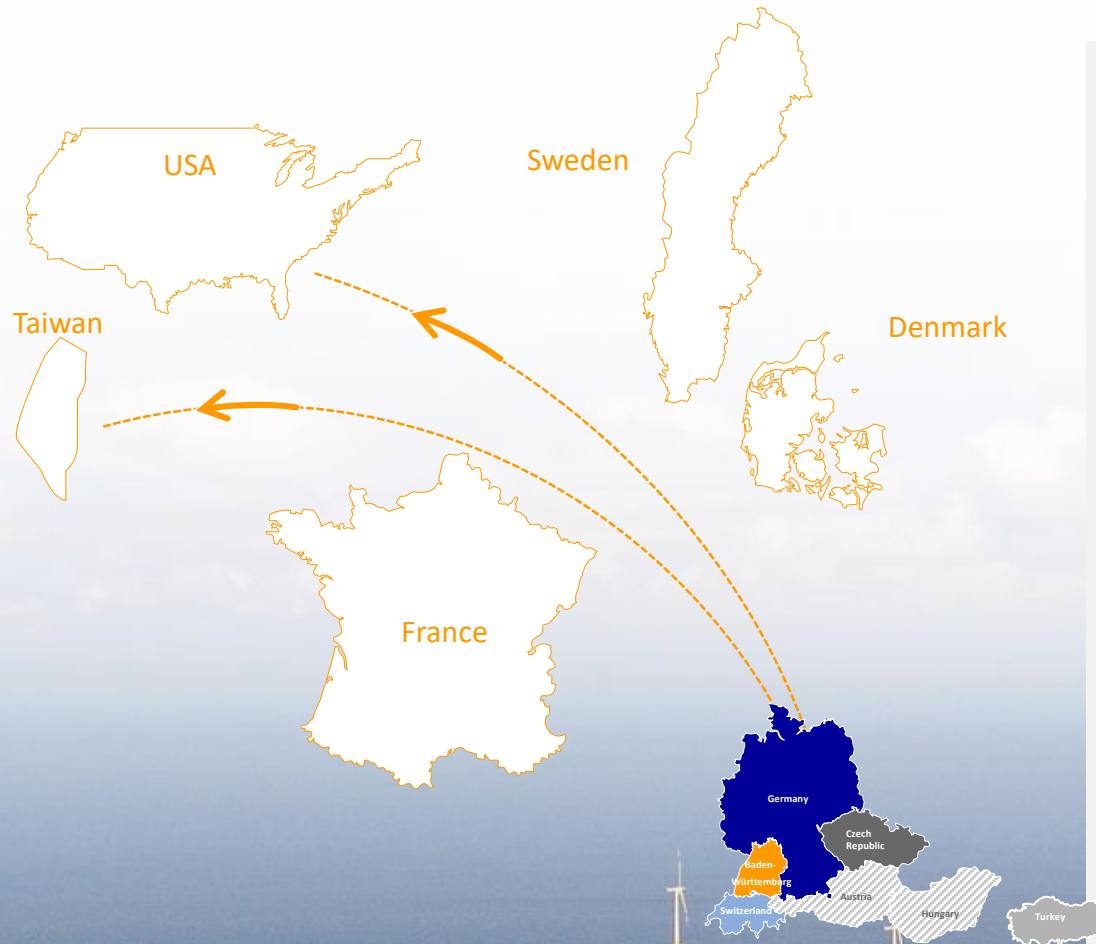 USA
Sweden
Taiwan
Denmark
France
Germany
Czech
Republic
Baden-
Württemberg
Austria
Switzerland
Hungary
Turkey